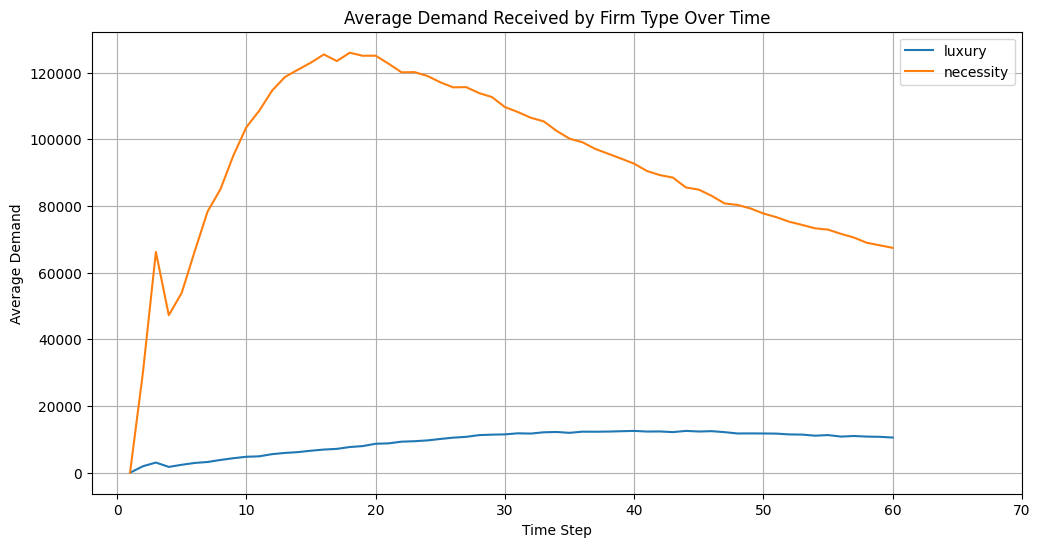 Average Demand Received by Firm Type Over Time
luxury
necessity
Average Demand
120000
100000
80000
60000
40000
20000
0
0 10 20 30 40 50 60 70
Time Step